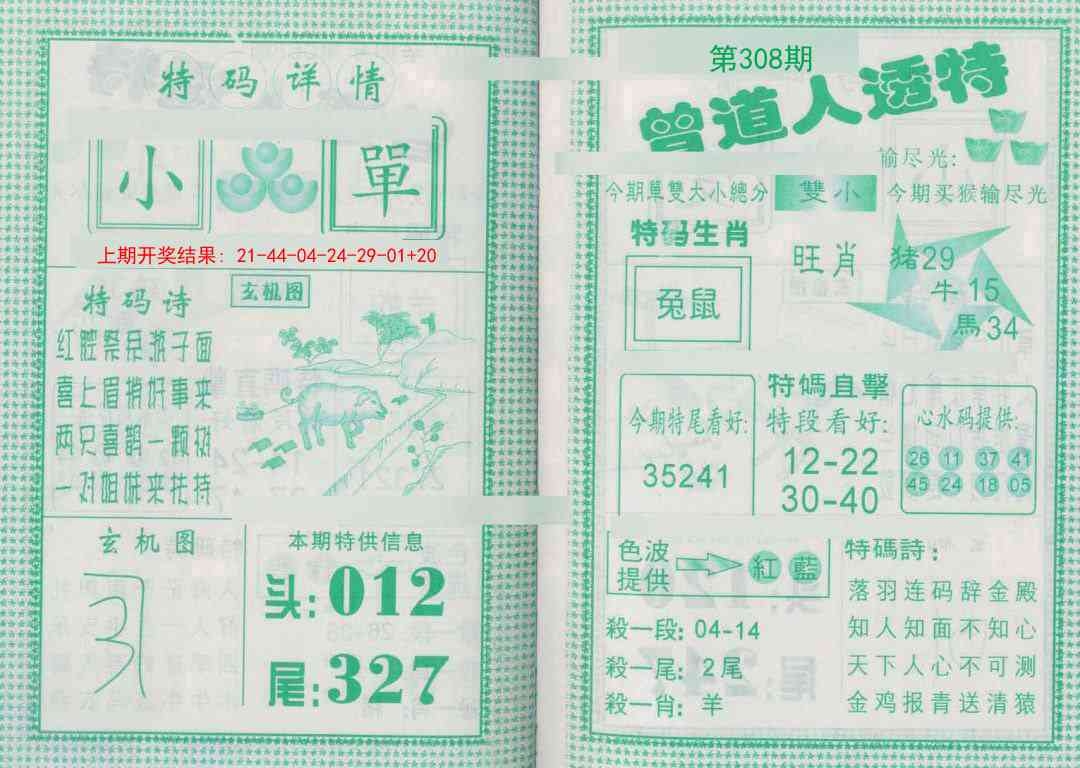 特码详情
小 單
上期开奖结果：21-44-04-24-29-01+20
特码诗
玄机图
红腔祭是游子面
喜上眉梢好事来
两只喜鹊一颗树
一对姐妹来扶持
玄机图
本期特供信息
头:012
尾:327
第308期
曾道人透特
输尽光:
今期單雙大小總分
雙小
今期买猴输尽光
特码生肖
兔鼠
旺肖
猪29
牛15
馬34
今期特尾看好:
35241
特碼直擊
特段看好:
12-22
30-40
心水码提供:
26 11 37 41
45 24 18 05
色波
提供
紅 藍
殺一段: 04-14
殺一尾: 2尾
殺一肖: 羊
特碼詩:
落羽连码辞金殿
知人知面不知心
天下人心不可测
金鸡报青送清猿